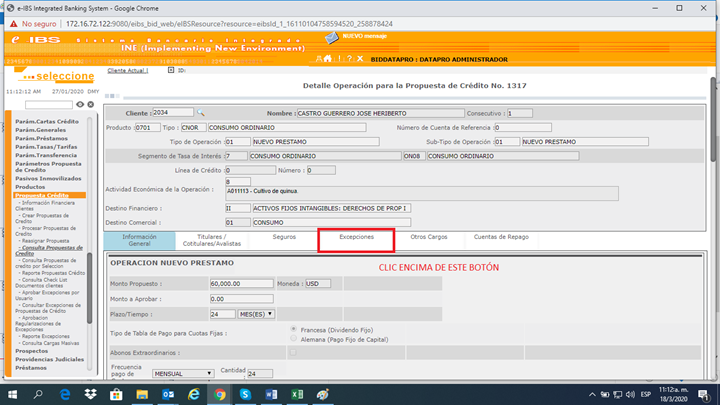 e-IBS Integrated Banking System - Google Chrome
No seguro | 172.16.72.122:9080/eibs_bid_web/eIBSResource?resource=eibsId_1_16110104758594520_258878424
e-IBS Sistema Bancario Integrado
INE (Implementing New Environment)
NUEVO mensaje
BIDDATPRO : DATAPRO ADMINISTRADOR
... seleccione
11:12:12 AM 27/01/2020 DMY
Parám.Cartas Crédito
Parám.Generales
Parám.Préstamos
Parám.Tasas/Tarifas
Parám.Transferencia
Parámetros Propuesta de Credito
Pasivos Inmovilizados
Productos
Propuesta Crédito
- Información Financiera Clientes
- Crear Propuestas de Credito
- Procesar Propuestas de Credito
- Reasignar Propuesta
- Consulta Propuestas de Credito
- Consulta Propuestas de credito por Seleccion
- Reporte Propuestas Crédito
- Consulta Check List Documentos clientes
- Aprobar Excepciones por Usuario
- Consultar Excepciones de Propuestas de Crédito
- Aprobacion Regularizaciones de Excepciones
- Reporte Excepciones
- Consulta Cargas Masivas
Prospectos
Providencias Judiciales
Préstamos
Cliente Actual | ID:
Detalle Operación para la Propuesta de Crédito No. 1317
Cliente : 2034 Nombre : CASTRO GUERRERO JOSE HERIBERTO Consecutivo : 1
Producto :0701 Tipo : CNOR CONSUMO ORDINARIO Número de Cuenta de Referencia :0
Tipo de Operación :01 NUEVO PRESTAMO Sub-Tipo de Operación :01 NUEVO PRESTAMO
Segmento de Tasa de Interés : 7 CONSUMO ORDINARIO ON08 CONSUMO ORDINARIO
Línea de Crédito : 0 Número : 0
8
Actividad Económica de la Operación : A011113 - Cultivo de quinua.
Destino Financiero : II ACTIVOS FIJOS INTANGIBLES: DERECHOS DE PROP I
Destino Comercial : 01 CONSUMO
Información General
Titulares / Cotitulares/Avalistas
Seguros
Excepciones
Otros Cargos
Cuentas de Repago
OPERACION NUEVO PRESTAMO
CLIC ENCIMA DE ESTE BOTÓN
Monto Propuesto : 60,000.00 Moneda : USD
Monto a Aprobar : 0.00
Plazo/Tiempo : 24 MES(ES)
Tipo de Tabla de Pago para Cuotas Fijas : Francesa (Dividendo Fijo)
Alemana (Pago Fijo de Capital)
Abonos Extraordinarios :
Frecuencia pago de MENSUAL Cantidad 24
ESP
11:12 a. m.
18/3/2020